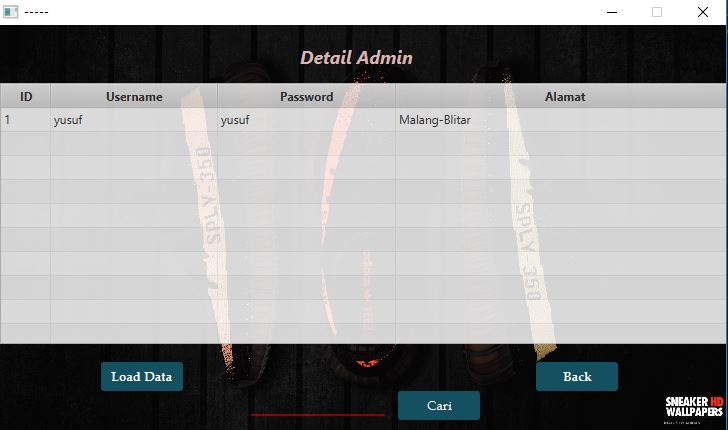 -----
Detail Admin
ID Username Password Alamat
1 yusuf yusuf Malang-Blitar
SPLY-350
SPLY-350
Load Data
Back
Cari
SNEAKER HD
WALLPAPERS